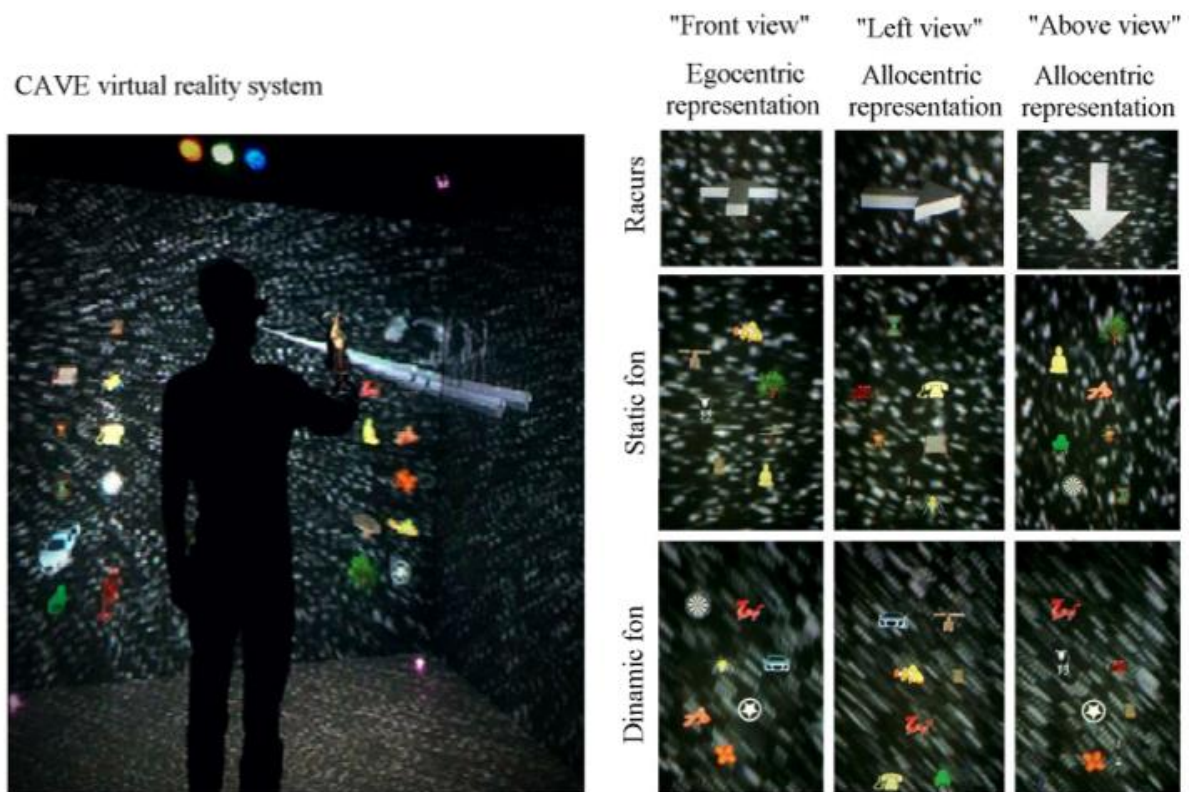 CAVE virtual reality system
"Front view" "Left view" "Above view"
Egocentric representation
Allocentric representation
Allocentric representation
Racurs
Static fon
Dinamic fon